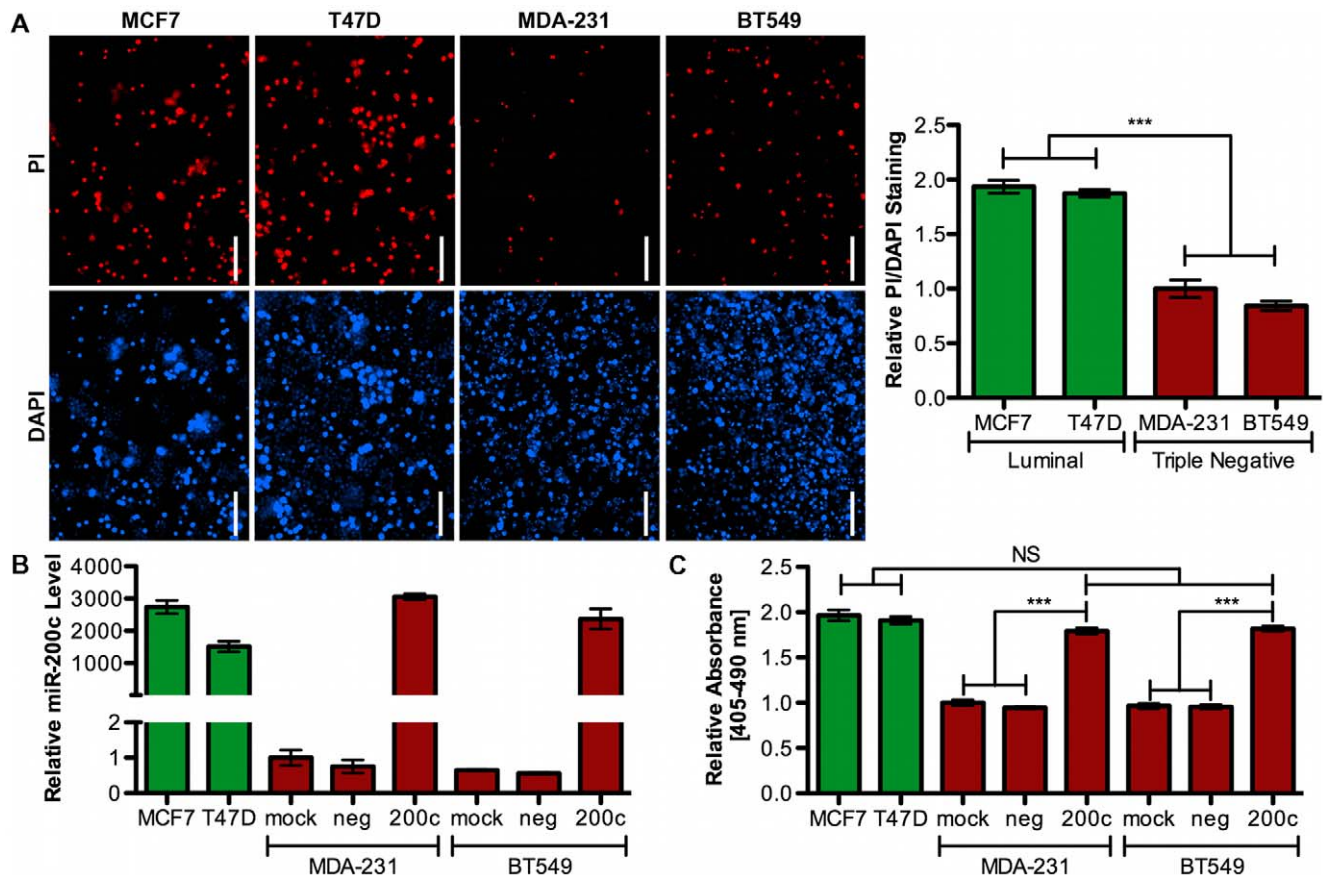 A
MCF7
T47D
MDA-231
BT549
PI
DAPI
Relative PI/DAPI Staining
2.5
2.0
1.5
1.0
0.5
0.0
***
MCF7 T47D MDA-231 BT549
Luminal Triple Negative
B
Relative miR-200c Level
4000
3000
2000
1000
2
1
0
MCF7 T47D mock neg 200c mock neg 200c
MDA-231 BT549
C
Relative Absorbance
[405-490 nm]
2.5
2.0
1.5
1.0
0.5
0.0
NS
*** ***
MCF7 T47D mock neg 200c mock neg 200c
MDA-231 BT549